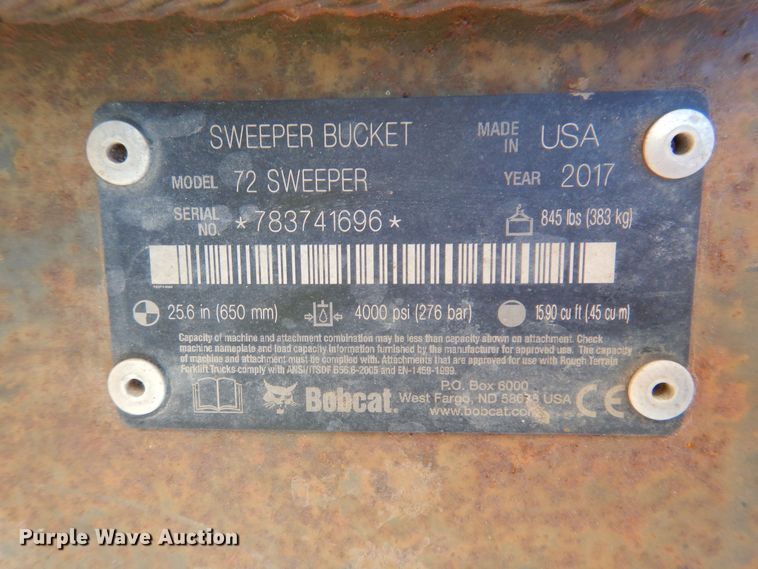 SWEEPER BUCKET MADE IN USA
MODEL 72 SWEEPER YEAR 2017
SERIAL NO. *783741696* 845 lbs (383 kg)
25.6 in (650 mm) 4000 psi (276 bar) 15.90 cu ft (.45 cu m)
Capacity of machine and attachment combination may be less than capacity shown on attachment. Check
machine nameplate and load capacity information furnished by the manufacturer for approved use. The capacity
of machine and attachment must be complied with. Attachments that are approved for use with Rough Terrain
Forklift Trucks comply with ANSI/ITSDF B56.6-2005 and EN-1459-1999.
Bobcat.
P.O. Box 6000
West Fargo, ND 58078 USA
www.bobcat.com
CE
Purple Wave Auction